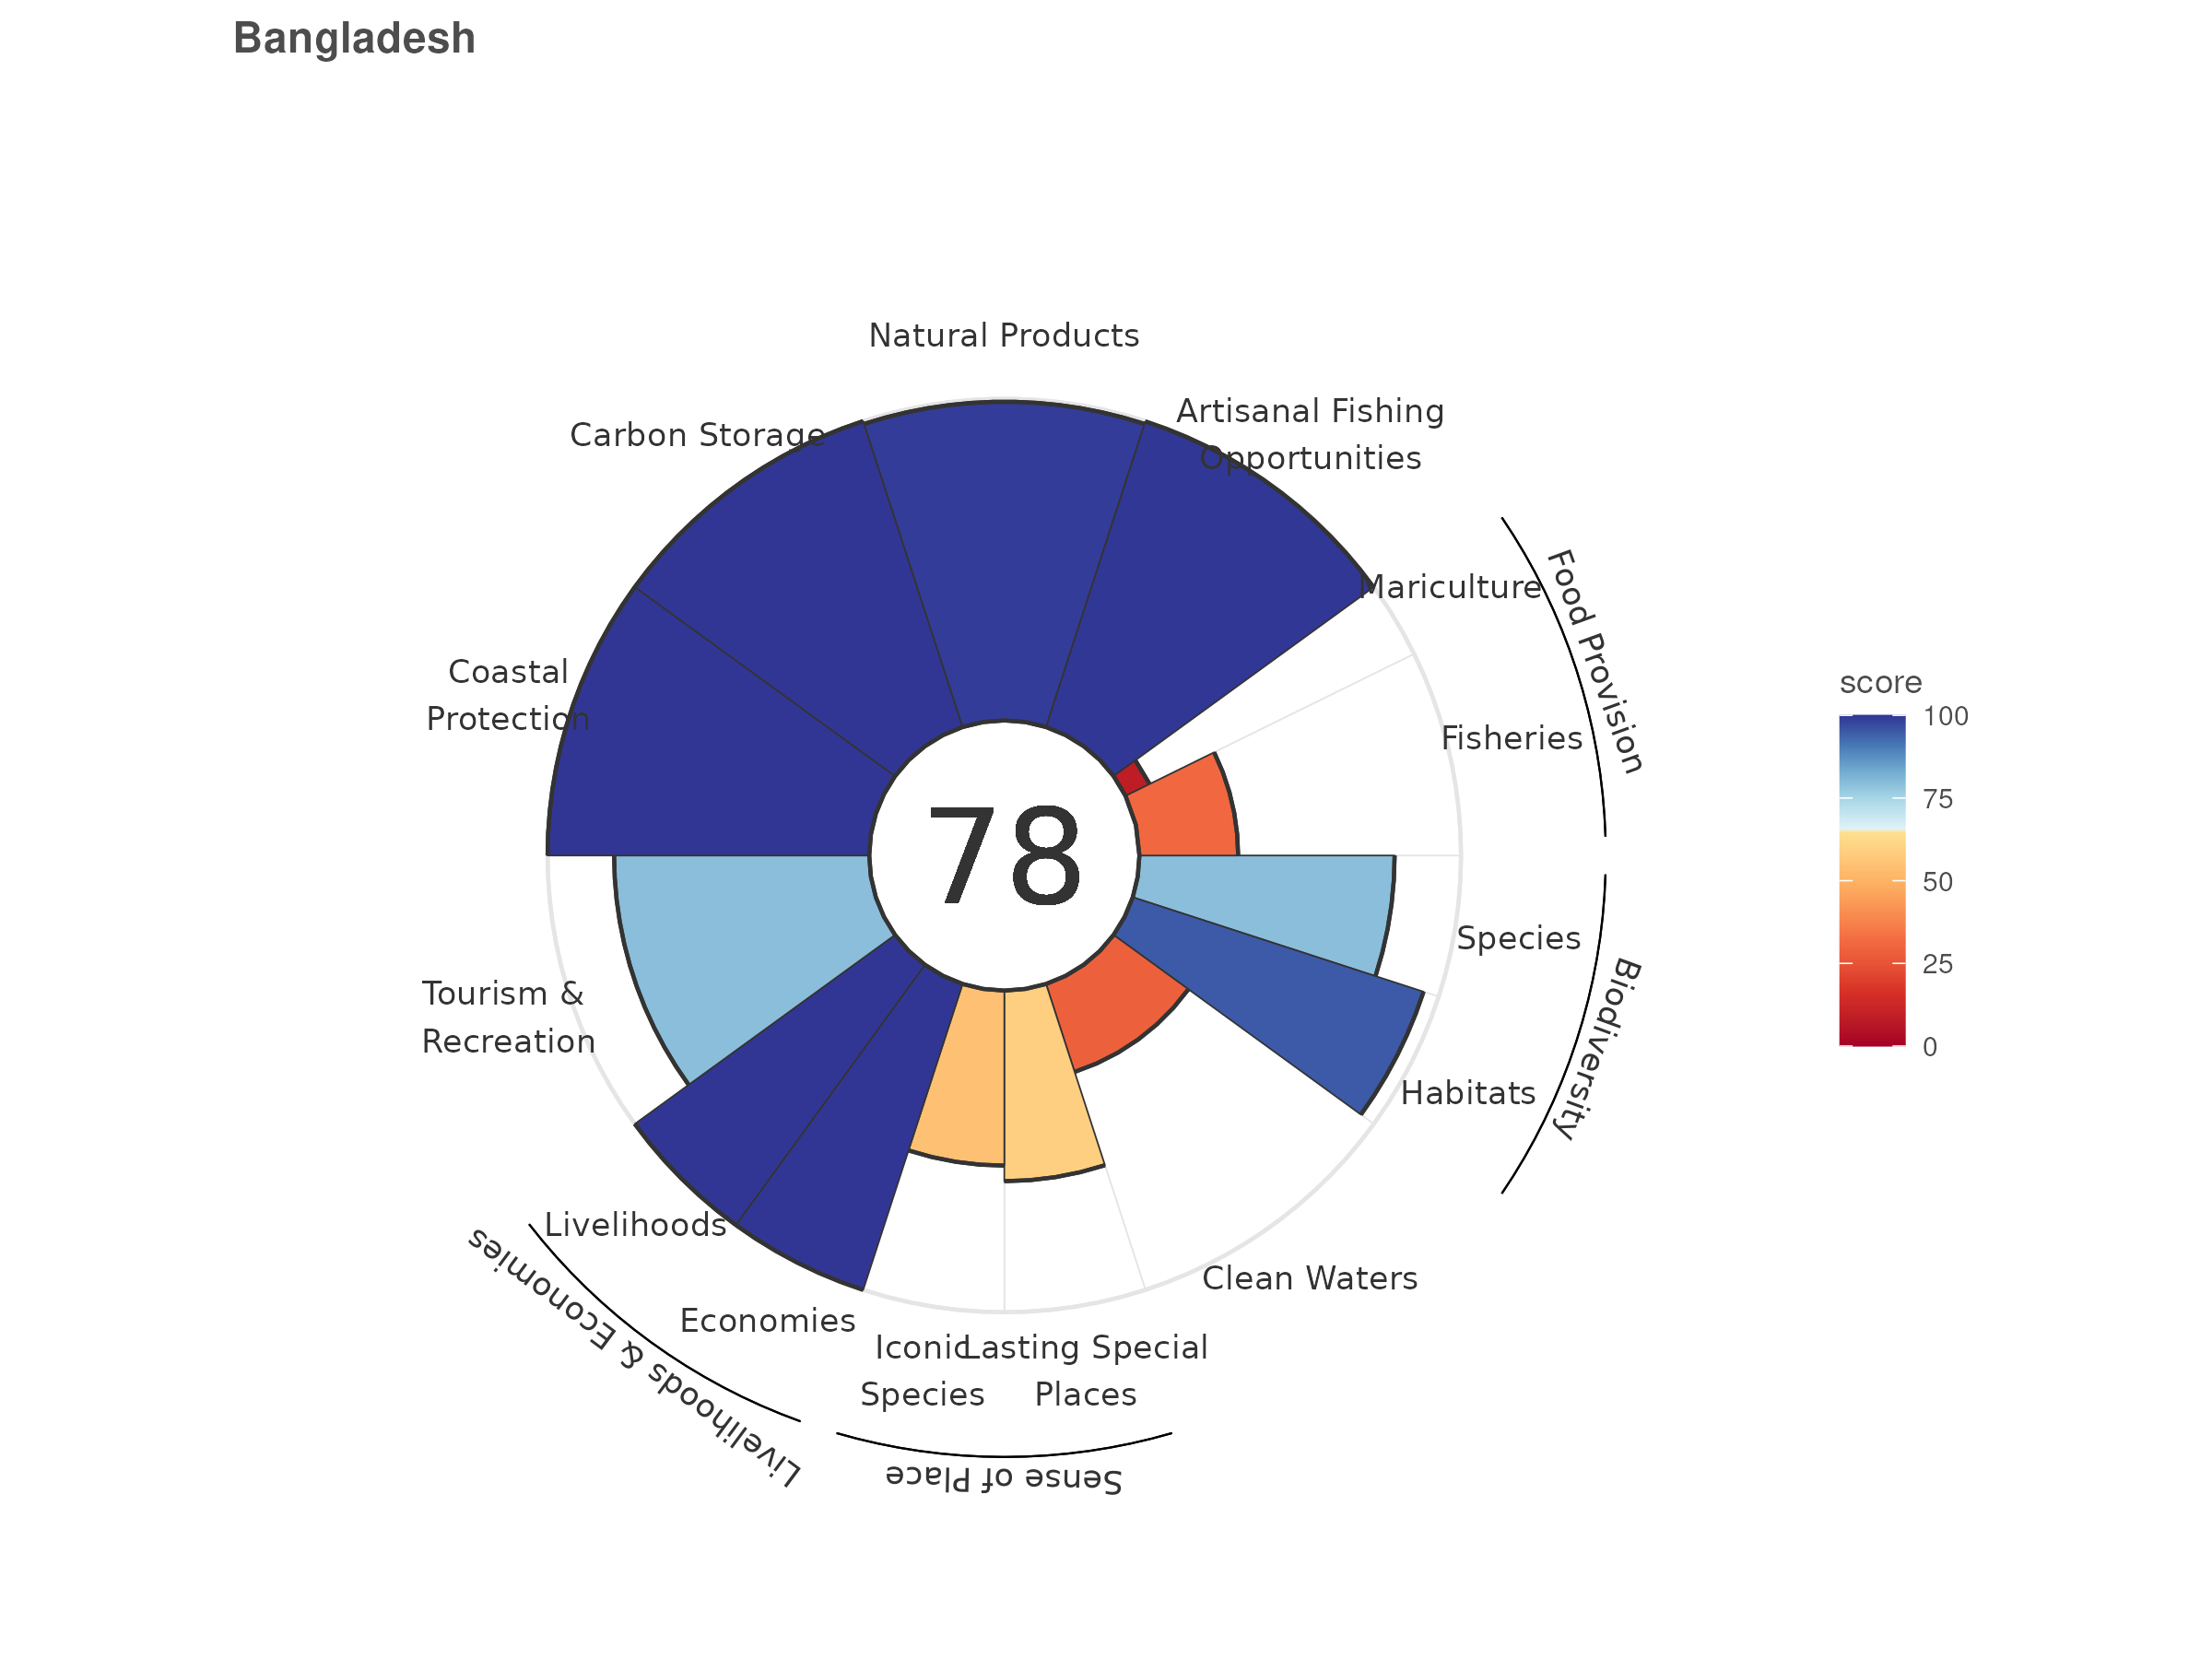 Bangladesh
Natural Products
Artisanal Fishing
Opportunities
Carbon Storage
Mariculture
Food Provision
Fisheries
Coastal
Protection
score
100
75
50
25
0
78
Species
Biodiversity
Habitats
Tourism &
Recreation
Livelihoods
Economies
Livelihoods & Economies
Clean Waters
Iconic
Species
Lasting Special
Places
Sense of Place